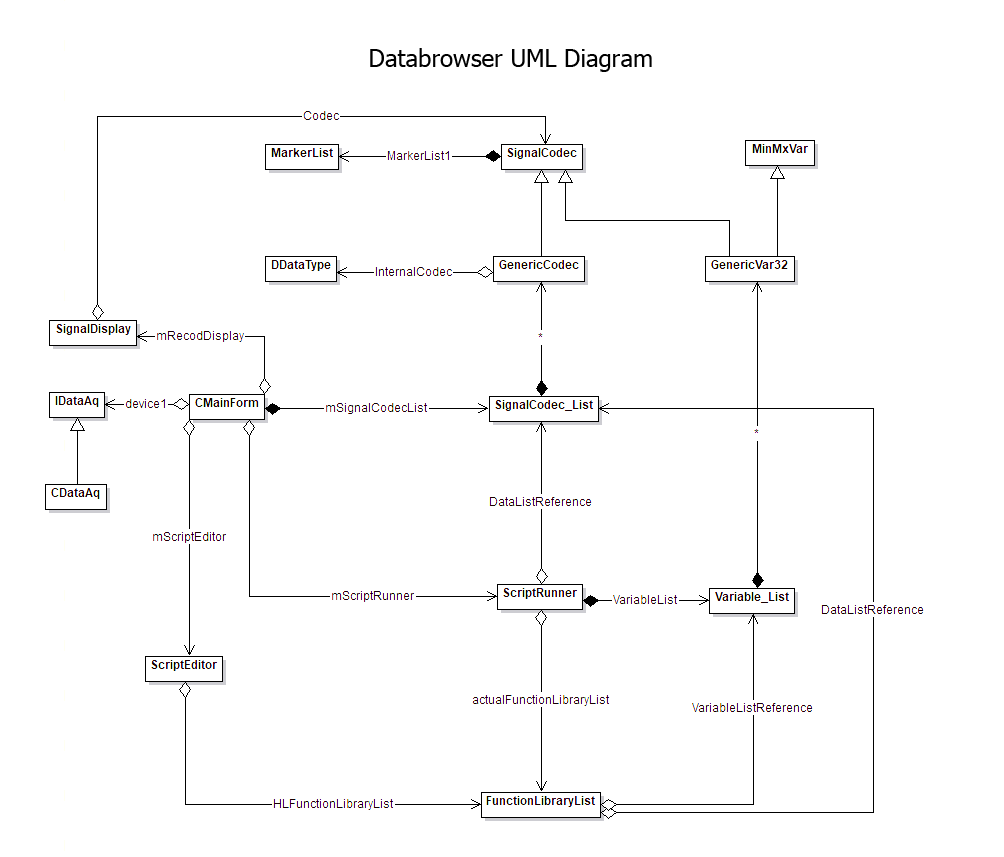 Databrowser UML Diagram
Codec
MarkerList
MarkerList1
SignalCodec
MinMxVar
DDataType
InternalCodec
GenericCodec
GenericVar32
SignalDisplay
mRecodDisplay
*
IDataAq
device1
CMainForm
mSignalCodecList
SignalCodec_List
*
CDataAq
DataListReference
mScriptEditor
mScriptRunner
ScriptRunner
VariableList
Variable_List
DataListReference
ScriptEditor
actualFunctionLibraryList
VariableListReference
HLFunctionLibraryList
FunctionLibraryList